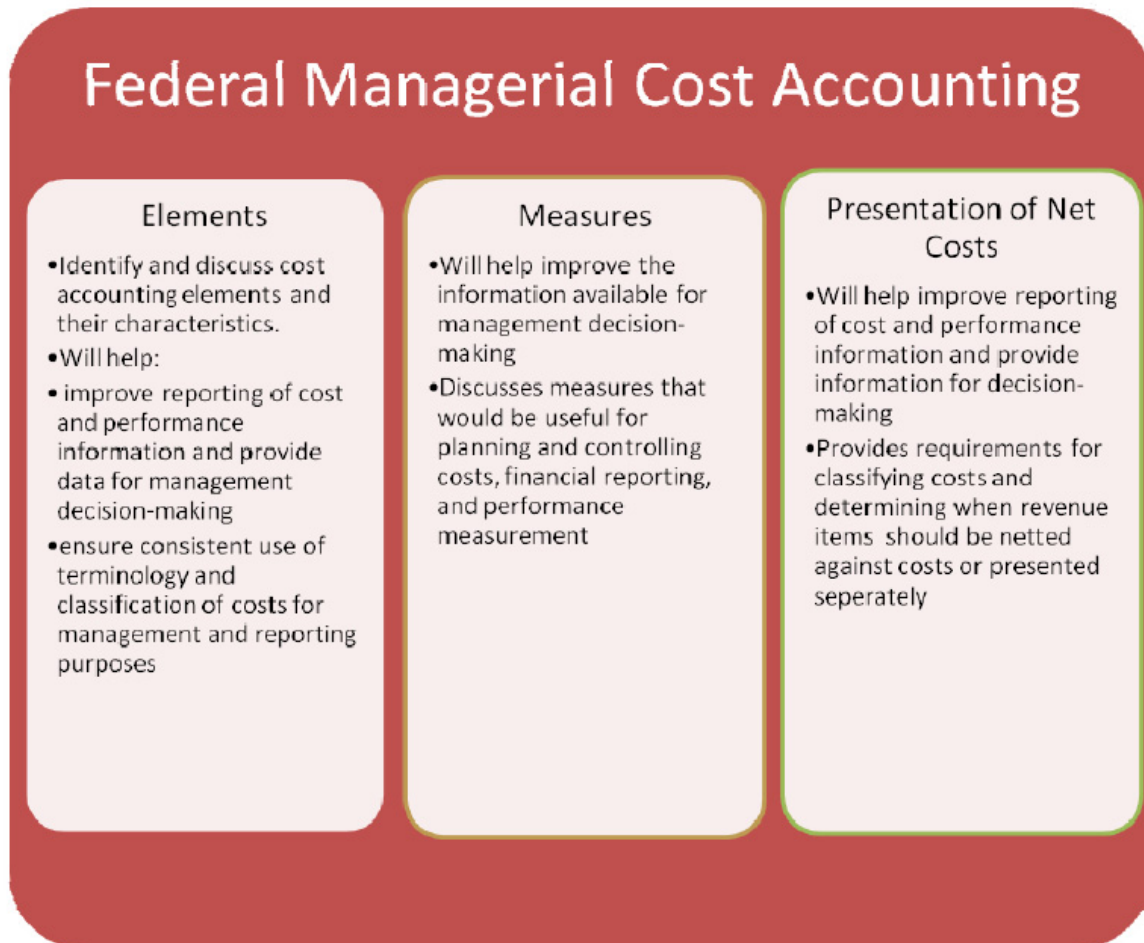 Federal Managerial Cost Accounting
Elements
•Identify and discuss cost
accounting elements and
their characteristics.
•Will help:
• improve reporting of cost
and performance
information and provide
data for management
decision-making
•ensure consistent use of
terminology and
classification of costs for
management and reporting
purposes
Measures
•Will help improve the
information available for
management decision-
making
•Discusses measures that
would be useful for
planning and controlling
costs, financial reporting,
and performance
measurement
Presentation of Net
Costs
•Will help improve reporting
of cost and performance
information and provide
information for decision-
making
•Provides requirements for
classifying costs and
determining when revenue
items should be netted
against costs or presented
seperately